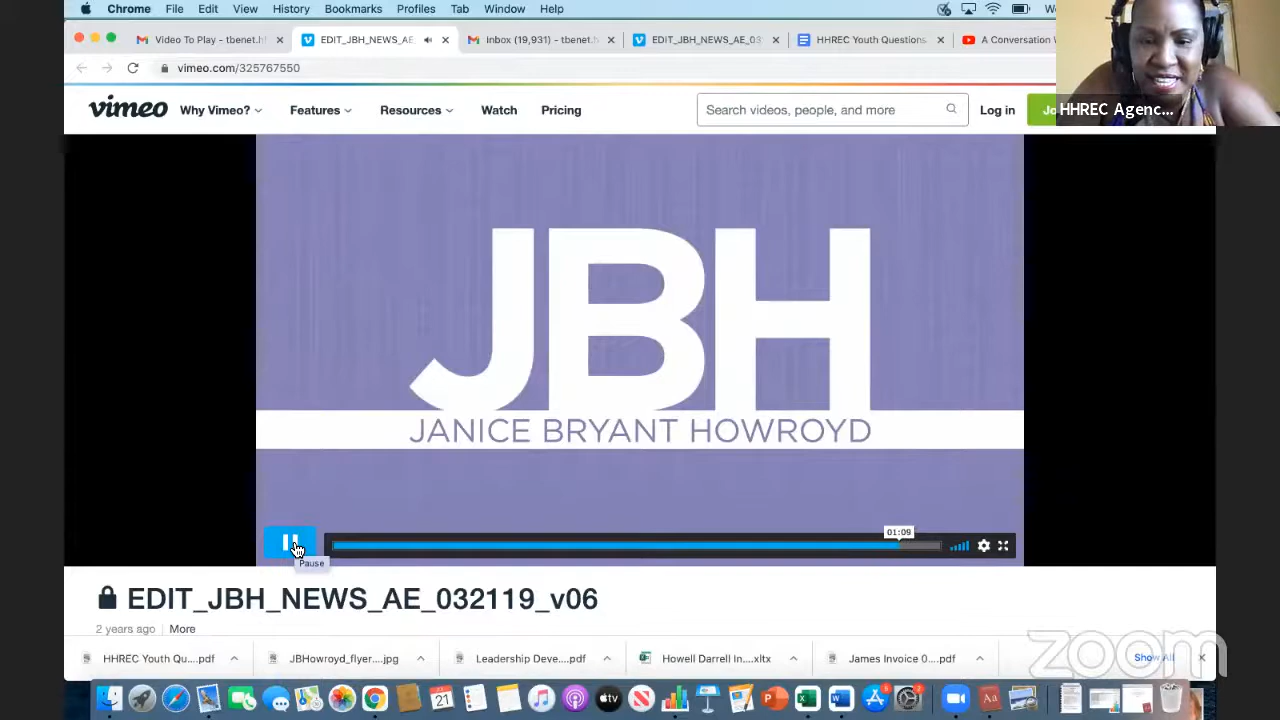 Chrome File Edit View History Bookmarks Profiles Tab Window Help
Video To Play - tbenet.h EDIT_JBH_NEWS_AE_ Inbox (19,931) - tbenet.m EDIT_JBH_NEWS_AE_03 HHREC Youth Questions A Conversation
vimeo.com/325767550
HHREC Agenc...
vimeo Why Vimeo? Features Resources Watch Pricing Search videos, people, and more Log in Jo
JBH
JANICE BRYANT HOWROYD
01:09
Pause
EDIT_JBH_NEWS_AE_032119_v06
2 years ago More
zoom
HHREC Youth Qu....pdf JBHowroyd_flyer....jpg Leadership Deve....pdf Howell Darrell In....xltx James Invoice 0....pdf Show All
21